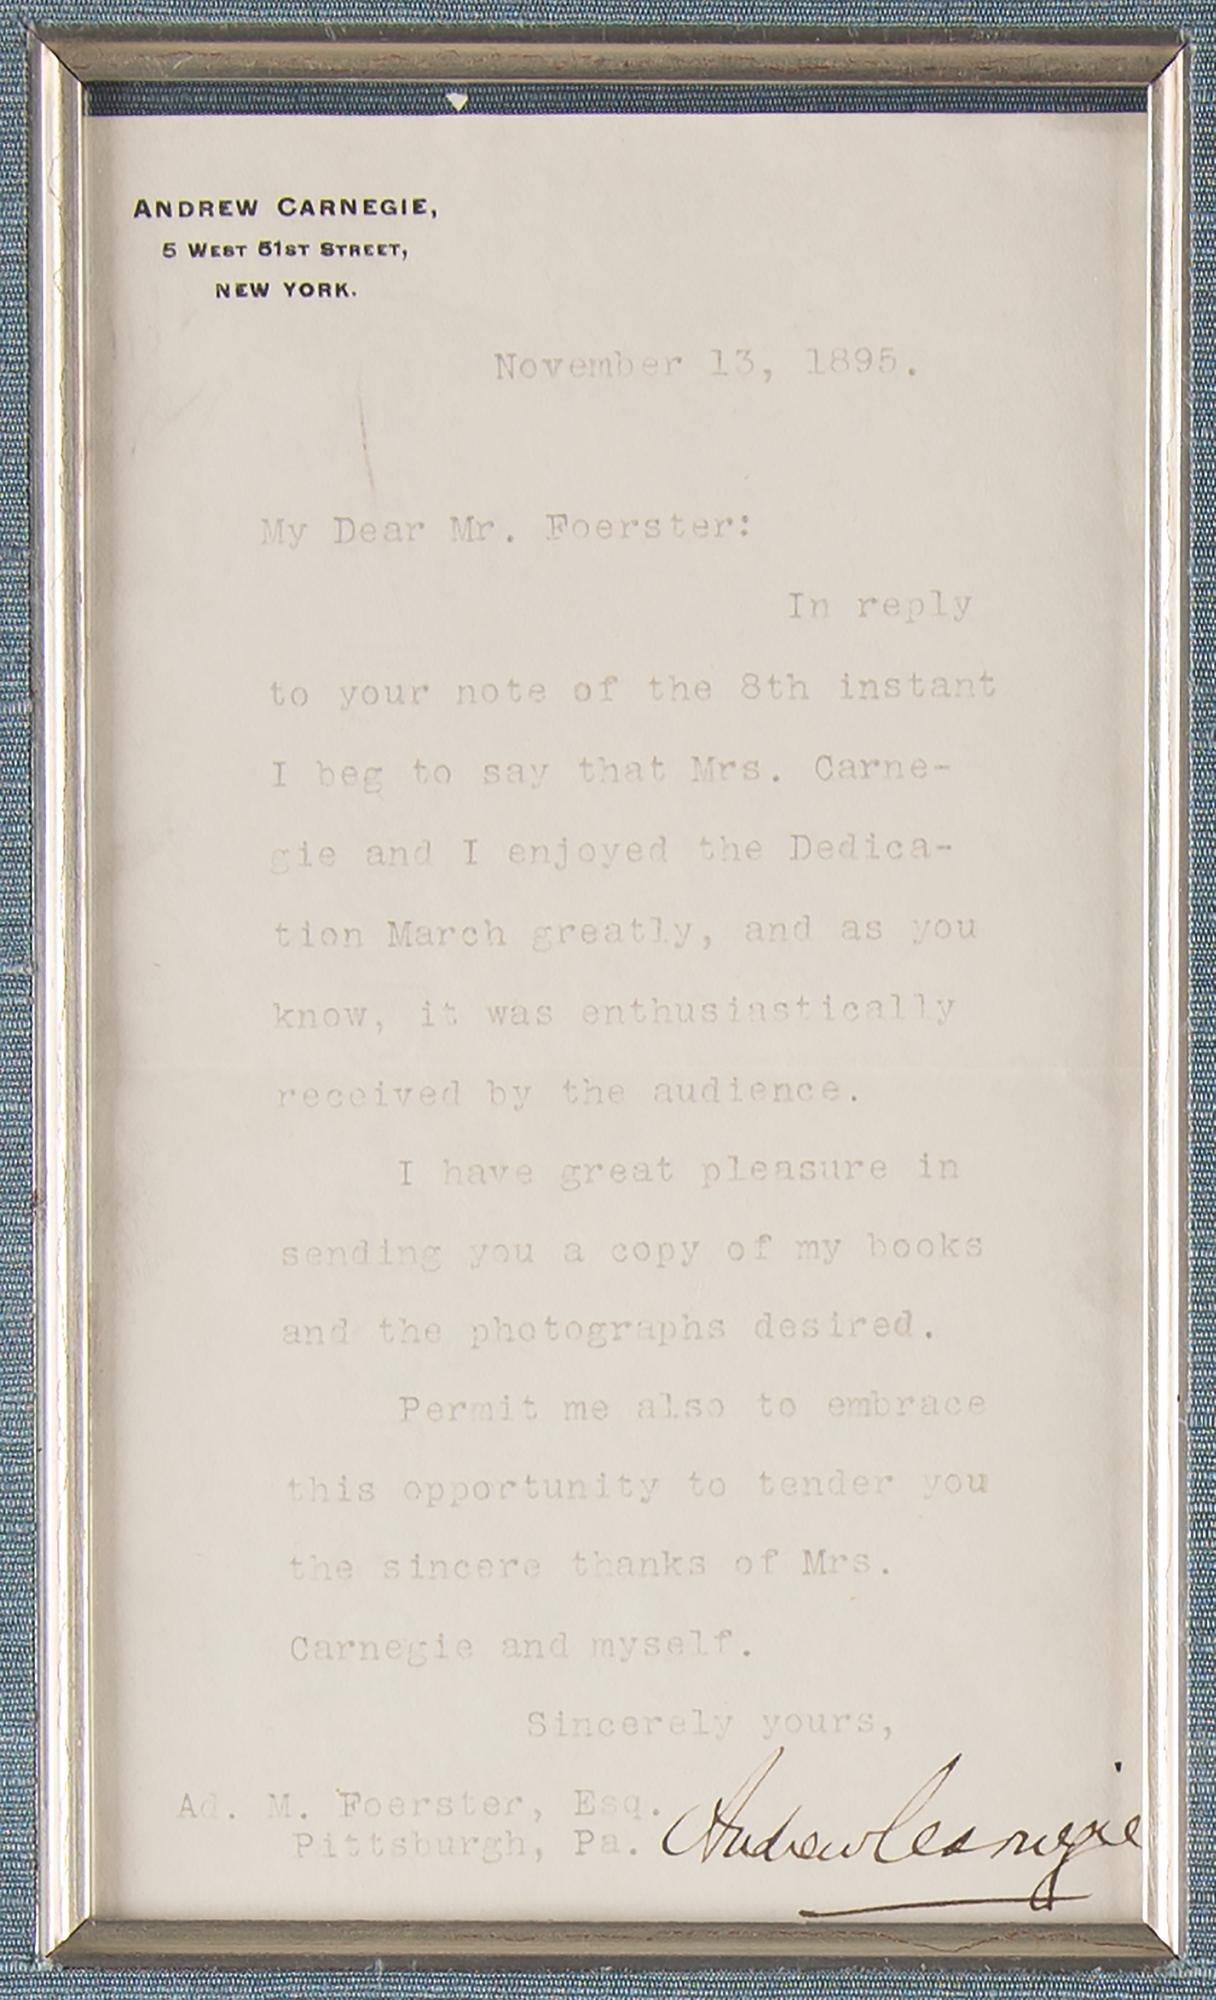 ANDREW CARNEGIE,
5 WEST 51ST STREET,
NEW YORK.
November 13, 1895.
My Dear Mr. Foerster:
In reply
to your note of the 8th instant
I beg to say that Mrs. Carne-
gie and I enjoyed the Dedica-
tion March greatly, and as you
know, it was enthusiastically
received by the audience.
I have great pleasure in
sending you a copy of my books
and the photographs desired.
Permit me also to embrace
this opportunity to tender you
the sincere thanks of Mrs.
Carnegie and myself.
Sincerely yours,
Ad. M. Foerster, Esq.
Pittsburgh, Pa.
Andrew Carnegie